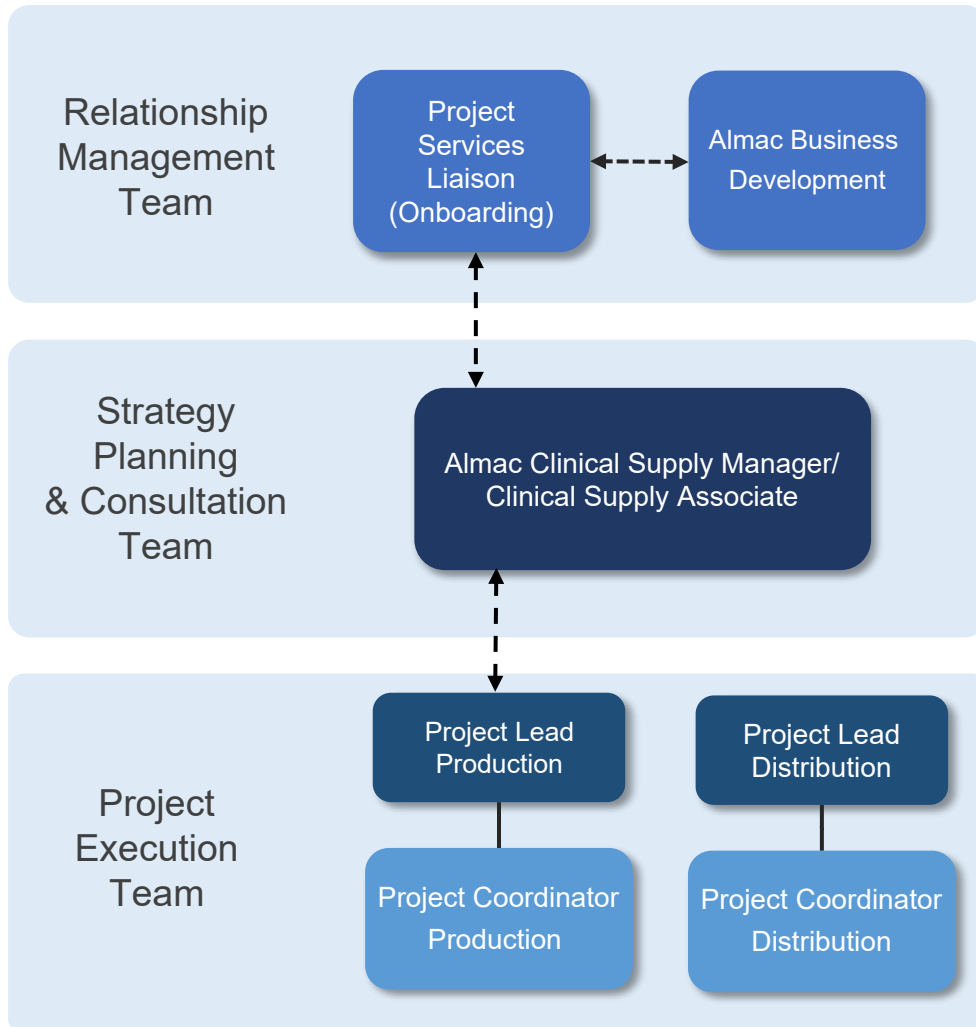 Relationship
Management
Team
Project
Services
Liaison
(Onboarding)
Almac Business
Development
Strategy
Planning
& Consultation
Team
Almac Clinical Supply Manager/
Clinical Supply Associate
Project
Execution
Team
Project Lead
Production
Project Lead
Distribution
Project Coordinator
Production
Project Coordinator
Distribution